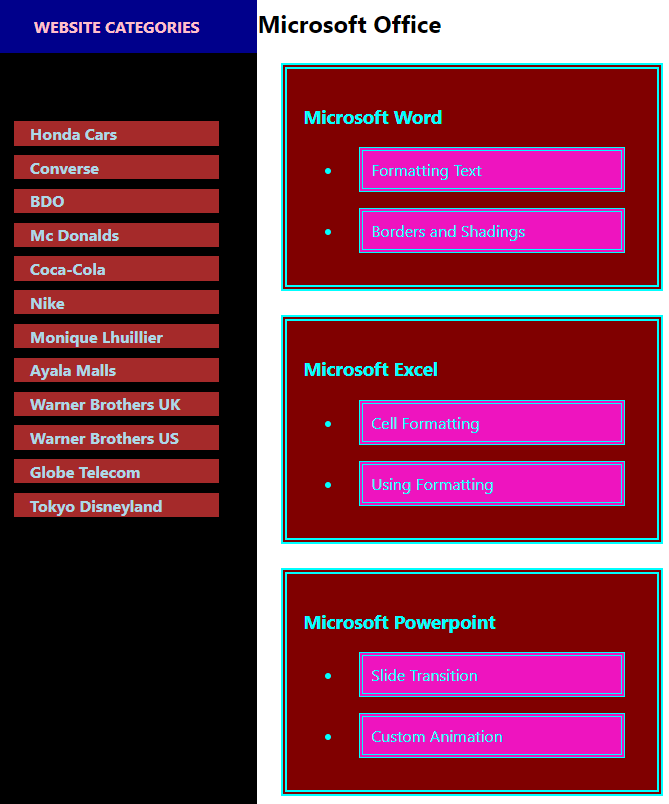 WEBSITE CATEGORIES
Honda Cars
Converse
BDO
Mc Donalds
Coca-Cola
Nike
Monique Lhuillier
Ayala Malls
Warner Brothers UK
Warner Brothers US
Globe Telecom
Tokyo Disneyland
Microsoft Office
Microsoft Word
Formatting Text
Borders and Shadings
Microsoft Excel
Cell Formatting
Using Formatting
Microsoft Powerpoint
Slide Transition
Custom Animation